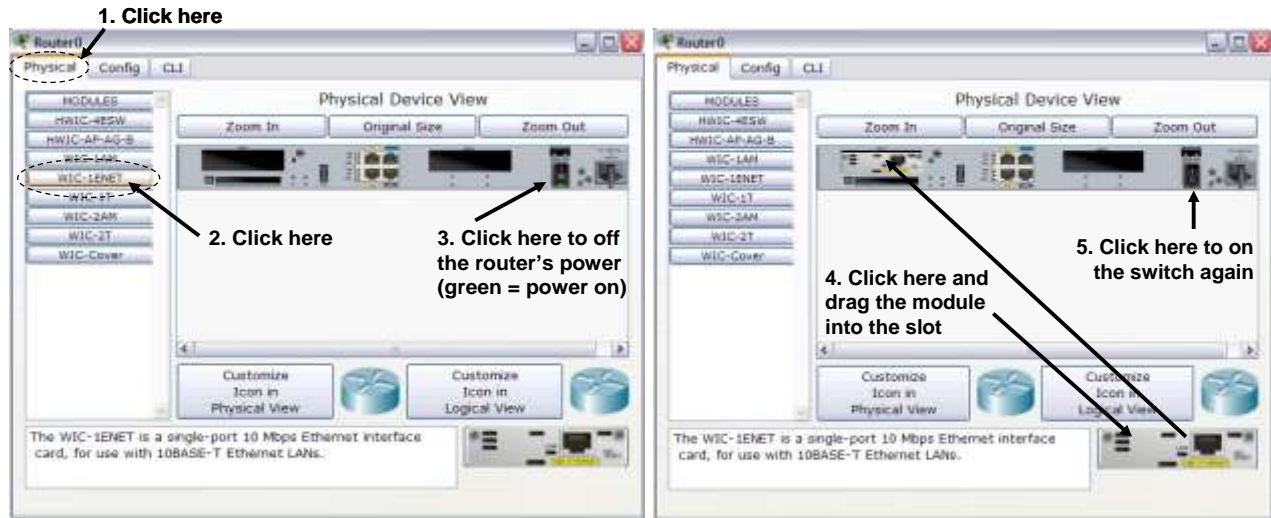 1. Click here
Router0
Physical Config CLI
MODULES
HWIC-4ESW
HWIC-AP-AG-B
WIC-1AM
WIC-1ENET
WIC-1T
WIC-2AM
WIC-2T
WIC-Cover
Physical Device View
Zoom In Original Size Zoom Out
2. Click here
3. Click here to off
the router's power
(green = power on)
Customize
Icon in
Physical View
Customize
Icon in
Logical View
The WIC-1ENET is a single-port 10 Mbps Ethernet interface
card, for use with 10BASE-T Ethernet LANs.
Router0
Physical Config CLI
MODULES
HWIC-4ESW
HWIC-AP-AG-B
WIC-1AM
WIC-1ENET
WIC-1T
WIC-2AM
WIC-2T
WIC-Cover
Physical Device View
Zoom In Original Size Zoom Out
4. Click here and
drag the module
into the slot
5. Click here to on
the switch again
Customize
Icon in
Physical View
Customize
Icon in
Logical View
The WIC-1ENET is a single-port 10 Mbps Ethernet interface
card, for use with 10BASE-T Ethernet LANs.